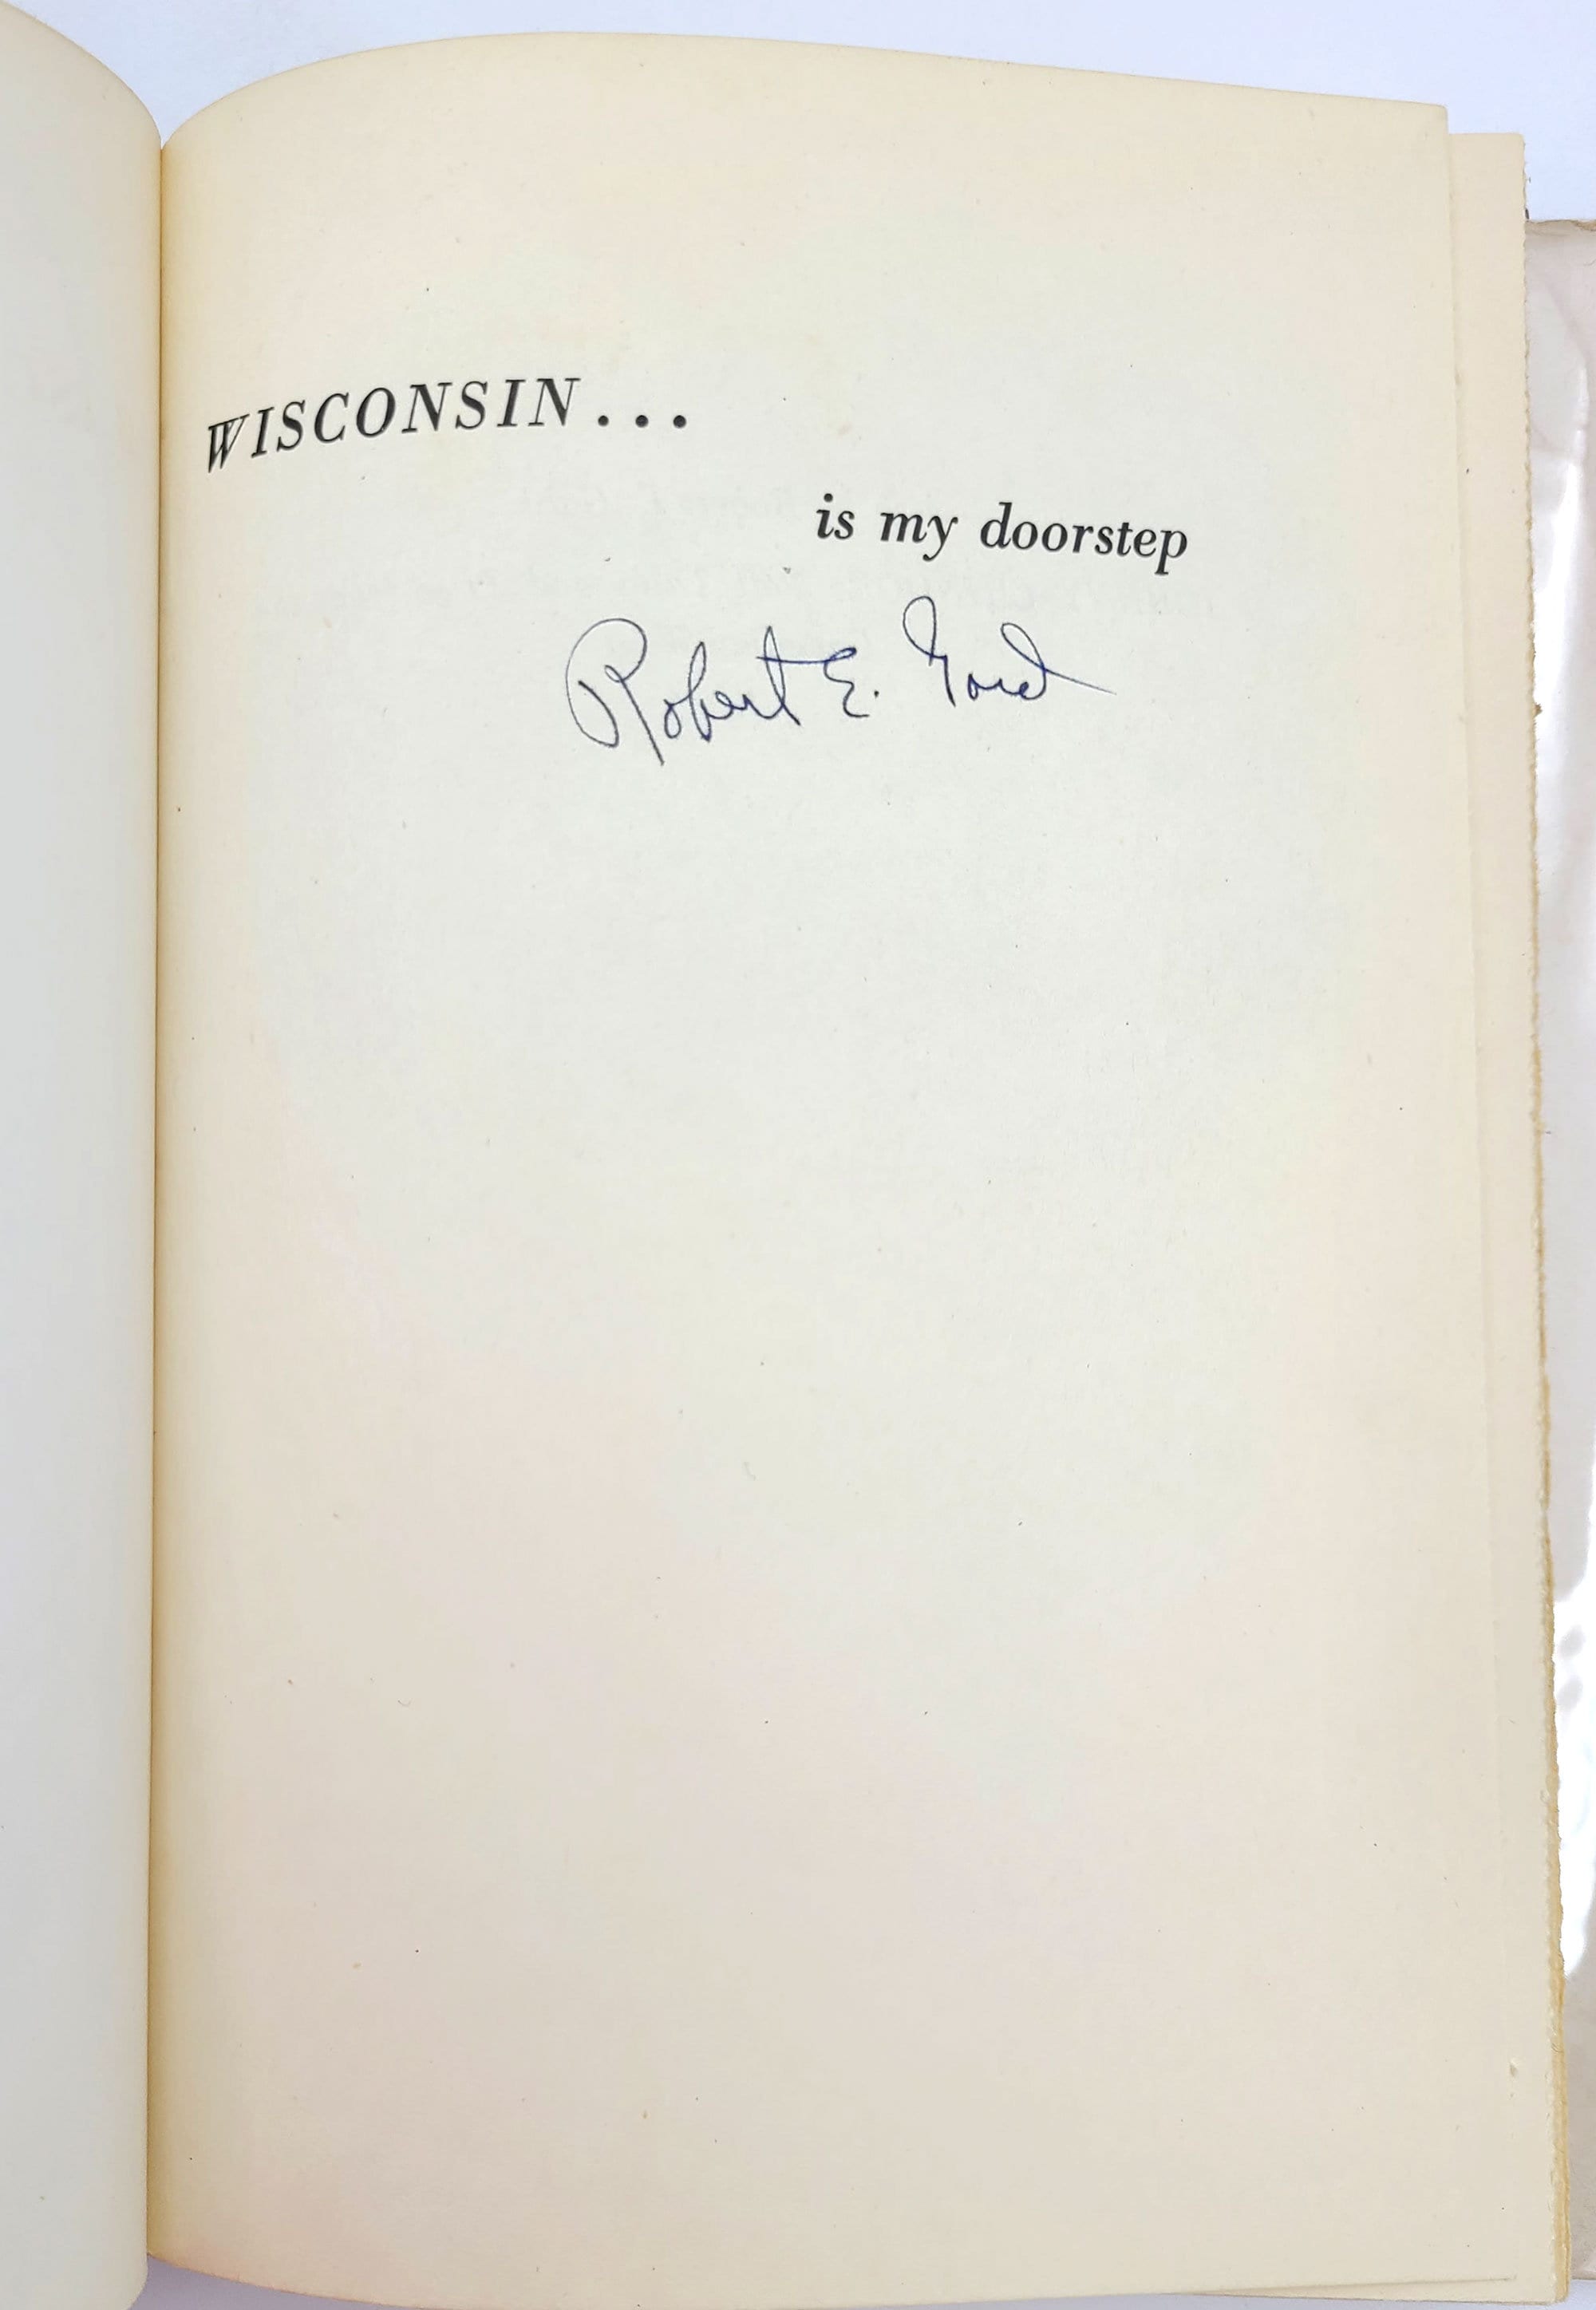 WISCONSIN...
is my doorstep
Robert E. Gard